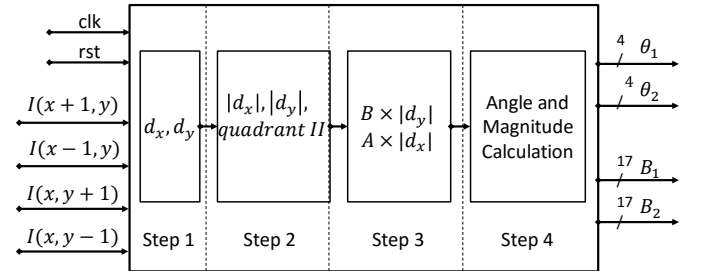 clk
rst
I(x + 1, y)
I(x − 1, y)
I(x, y + 1)
I(x, y − 1)
d_x, d_y
Step 1
|d_x|, |d_y|,
quadrant II
Step 2
B × |d_y|
A × |d_x|
Step 3
Angle and
Magnitude
Calculation
Step 4
4 θ_1
4 θ_2
17 B_1
17 B_2